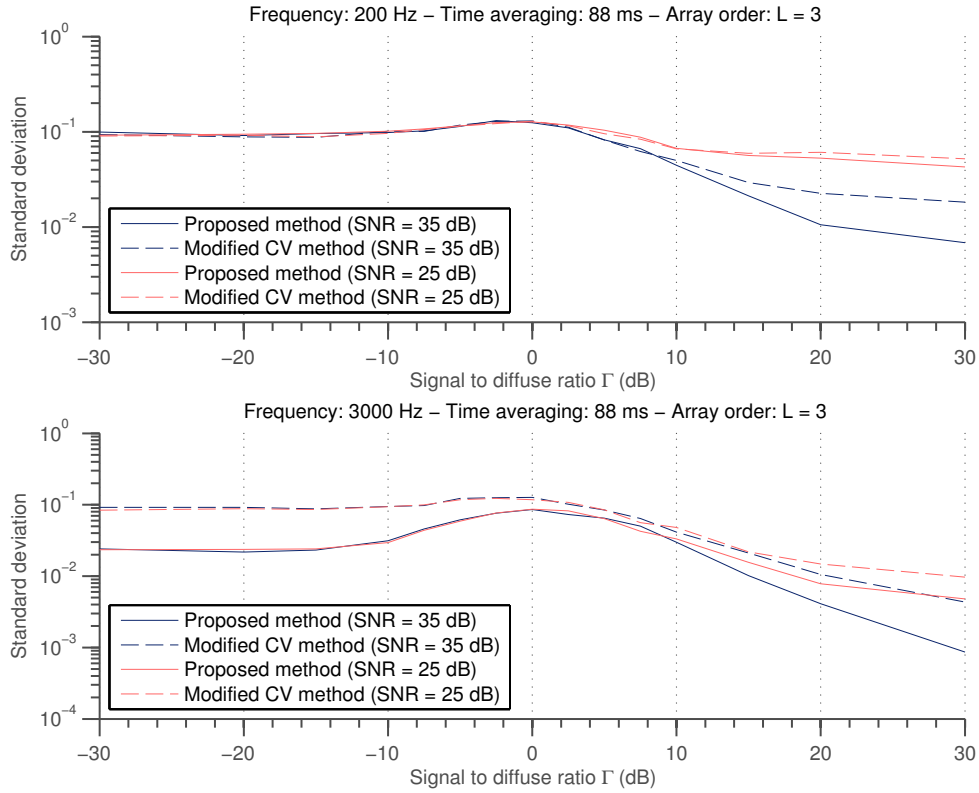 Frequency: 200 Hz − Time averaging: 88 ms − Array order: L = 3
10^0
10^−1
10^−2
10^−3
Standard deviation
Proposed method (SNR = 35 dB)
Modified CV method (SNR = 35 dB)
Proposed method (SNR = 25 dB)
Modified CV method (SNR = 25 dB)
−30 −20 −10 0 10 20 30
Signal to diffuse ratio Γ (dB)
Frequency: 3000 Hz − Time averaging: 88 ms − Array order: L = 3
10^0
10^−1
10^−2
10^−3
10^−4
Standard deviation
Proposed method (SNR = 35 dB)
Modified CV method (SNR = 35 dB)
Proposed method (SNR = 25 dB)
Modified CV method (SNR = 25 dB)
−30 −20 −10 0 10 20 30
Signal to diffuse ratio Γ (dB)